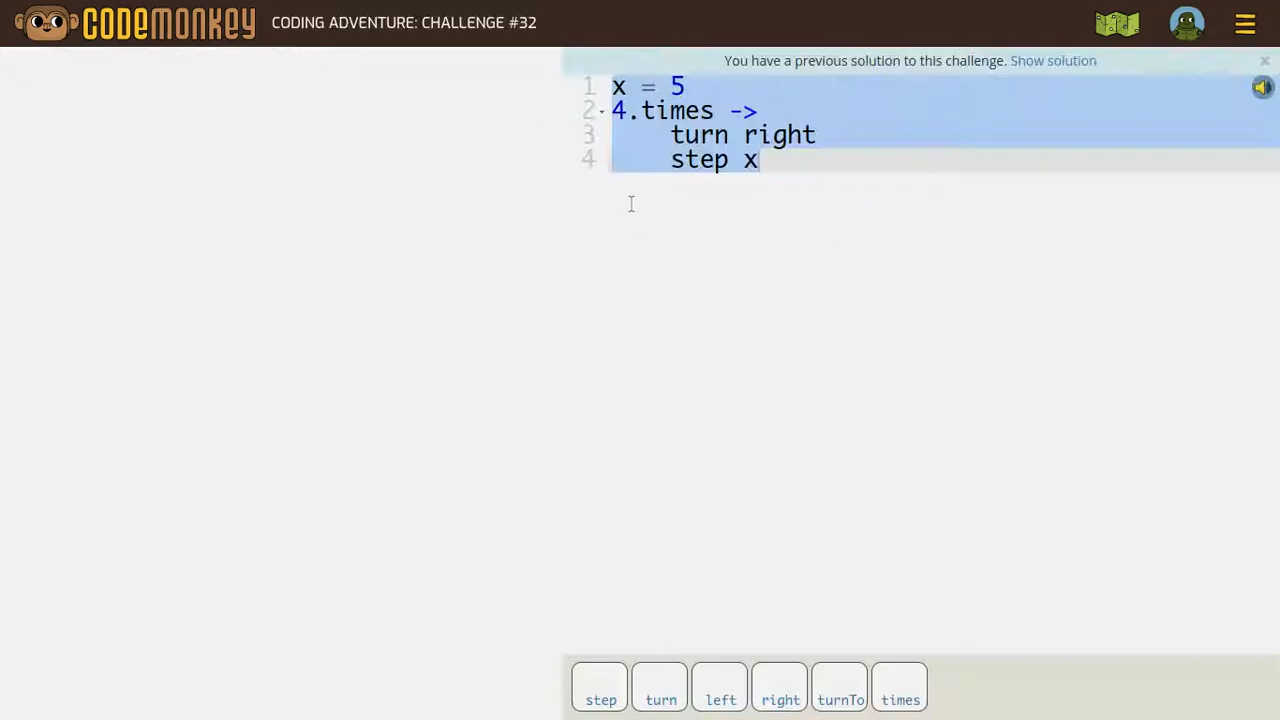 CODEMONKEY CODING ADVENTURE: CHALLENGE #32
You have a previous solution to this challenge. Show solution ×
1 x = 5
2 4.times ->
3 turn right
4 step x
step turn left right turnTo times